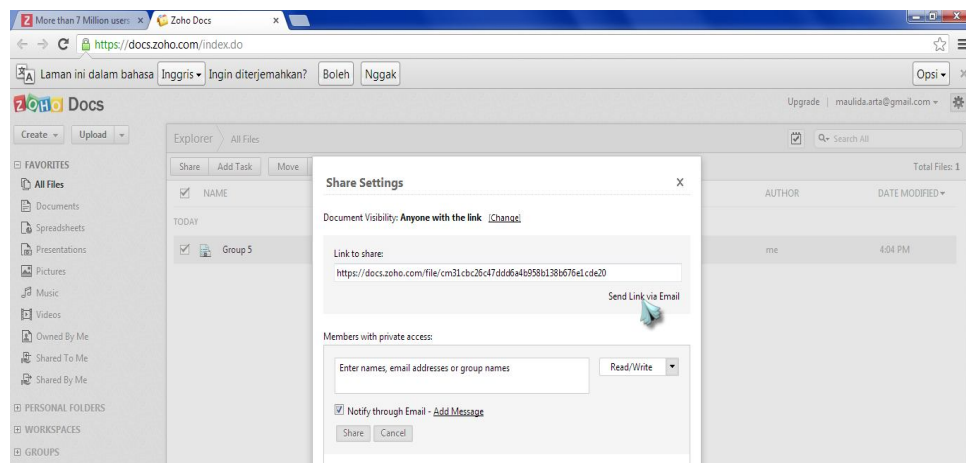 More than 7 Million users x
Zoho Docs x
https://docs.zoho.com/index.do
Laman ini dalam bahasa Inggris Ingin diterjemahkan? Boleh Nggak Opsi
ZOHO Docs
Upgrade | maulida.arta@gmail.com
Create Upload
Explorer All Files
Search All
FAVORITES
All Files
Documents
Spreadsheets
Presentations
Pictures
Music
Videos
Owned By Me
Shared To Me
Shared By Me
PERSONAL FOLDERS
WORKSPACES
GROUPS
Share Add Task Move
Total Files: 1
NAME AUTHOR DATE MODIFIED
TODAY
Group 5 me 4:04 PM
Share Settings X
Document Visibility: Anyone with the link [Change]
Link to share:
https://docs.zoho.com/file/cm31cbc26c47ddd6a4b958b138b676e1cde20
Send Link via Email
Members with private access:
Enter names, email addresses or group names
Read/Write
Notify through Email - Add Message
Share Cancel